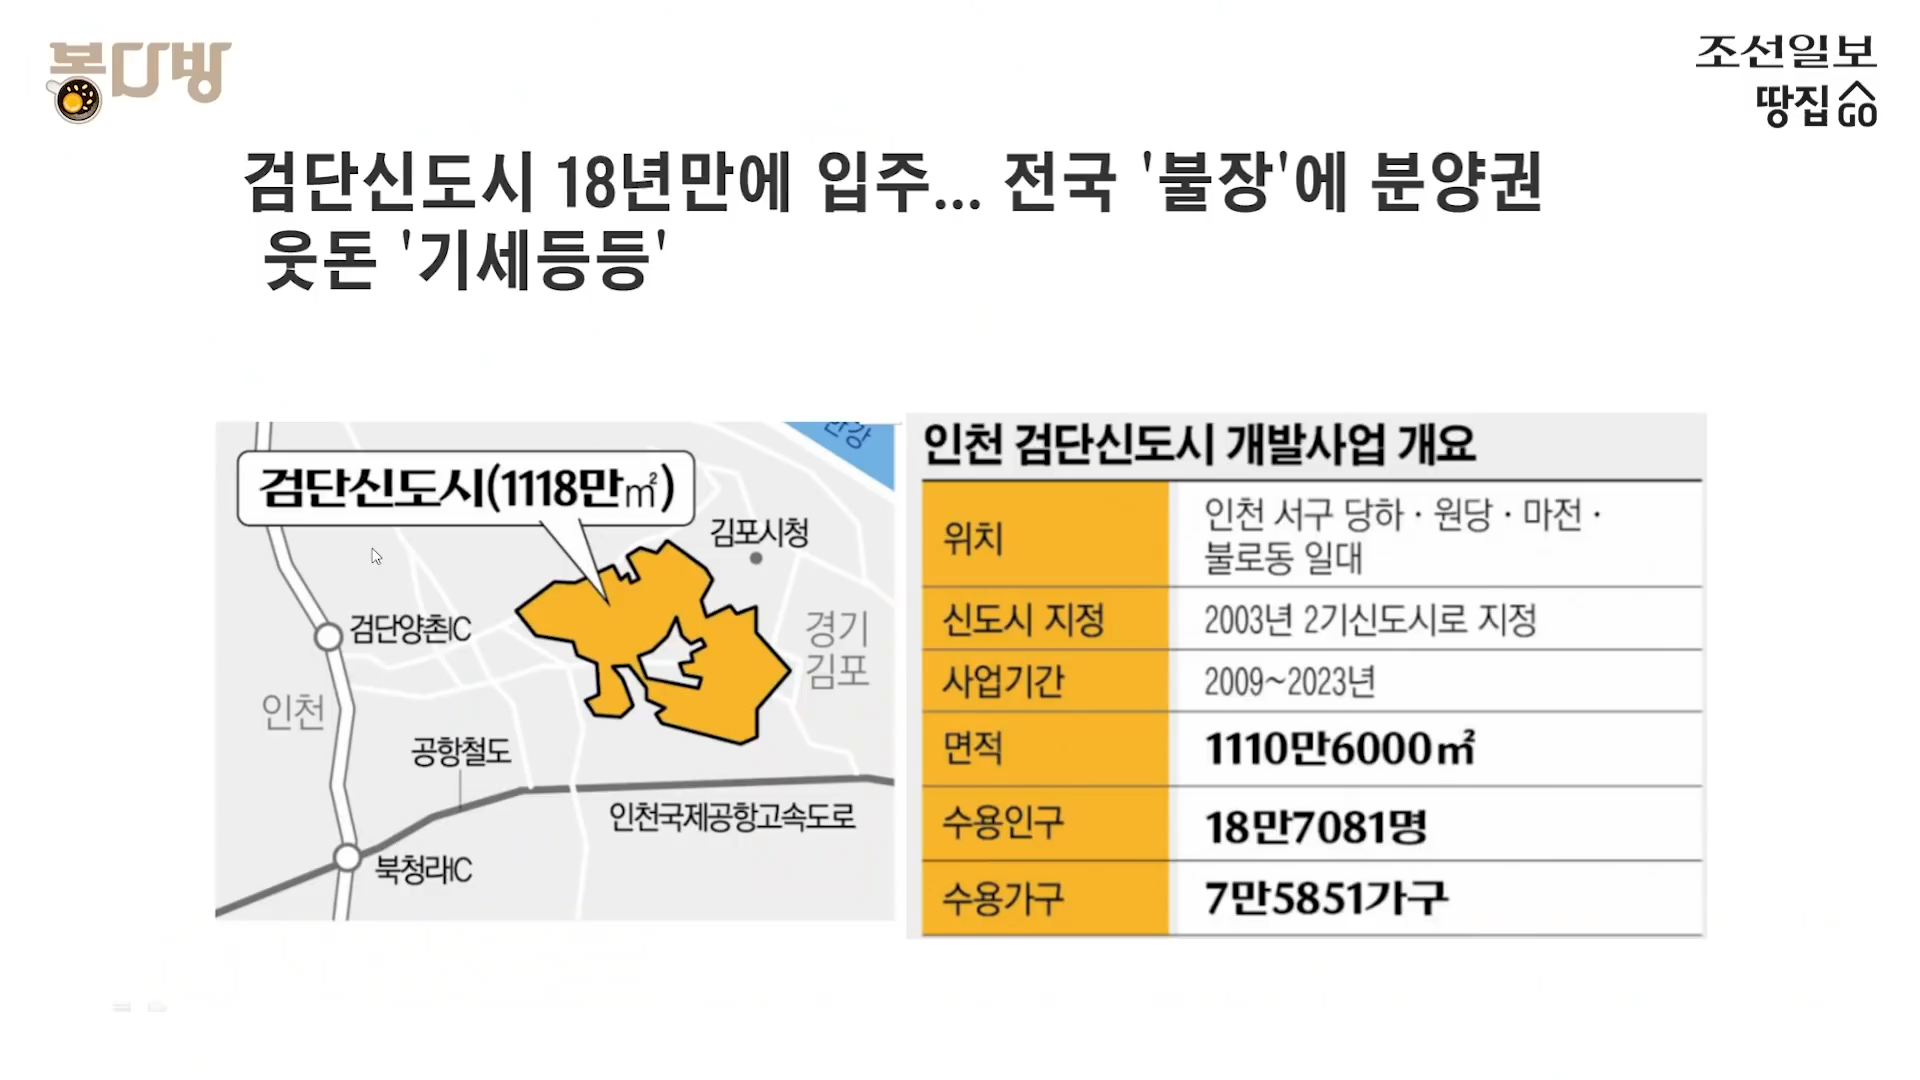 봉다방
조선일보
땅집GO
검단신도시 18년만에 입주... 전국 '불장'에 분양권
웃돈 '기세등등'
한강
검단신도시(1118만㎡)
김포시청
검단양촌IC
경기
김포
인천
공항철도
인천국제공항고속도로
북청라IC
인천 검단신도시 개발사업 개요
위치 인천 서구 당하·원당·마전·
불로동 일대
신도시 지정 2003년 2기신도시로 지정
사업기간 2009~2023년
면적 1110만6000㎡
수용인구 18만7081명
수용가구 7만5851가구